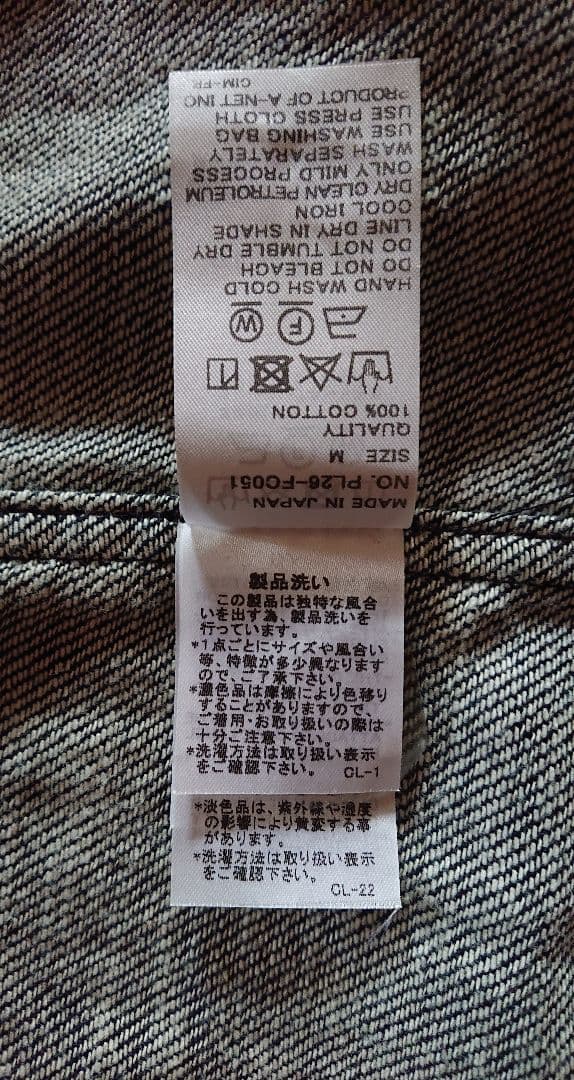 MADE IN JAPAN
NO. PL26-FC051
SIZE M
QUALITY
100% COTTON
W F
HAND WASH COLD
DO NOT BLEACH
DO NOT TUMBLE DRY
LINE DRY IN SHADE
COOL IRON
DRY CLEAN PETROLEUM
ONLY MILD PROCESS
WASH SEPARATELY
USE WASHING BAG
USE PRESS CLOTH
PRODUCT OF A-NET INC
CIM-FE
製品洗い
この製品は独特な風合
いを出す為、製品洗いを
行っています。
*1点ごとにサイズや風合い
等、特徴が多少異なります
ので、ご了承下さい。
*濃色品は摩擦により色移り
することがありますので、
ご着用・お取り扱いの際は
十分ご注意下さい。
*洗濯方法は取り扱い表示
をご確認下さい。 CL-1
*淡色品は、紫外線や湿度
の影響により黄変する事
があります。
*洗濯方法は取り扱い表示
をご確認下さい。
CL-22